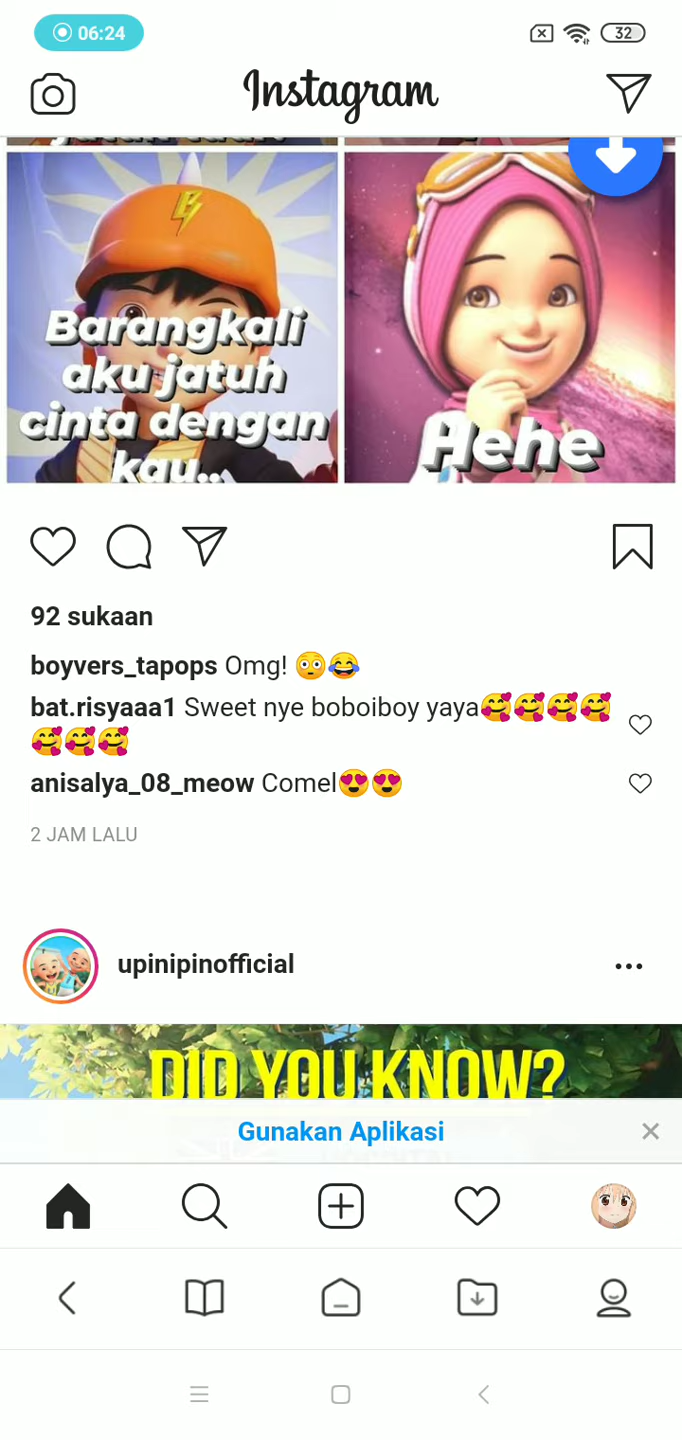 06:24
32
Instagram
Barangkali
aku jatuh
cinta dengan
kau..
Hehe
92 sukaan
boyvers_tapops Omg! 😳😂
bat.risyaaa1 Sweet nye boboiboy yaya🥰🥰🥰🥰
🥰🥰🥰
anisalya_08_meow Comel😍😍
2 JAM LALU
upinipinofficial
DID YOU KNOW?
Gunakan Aplikasi